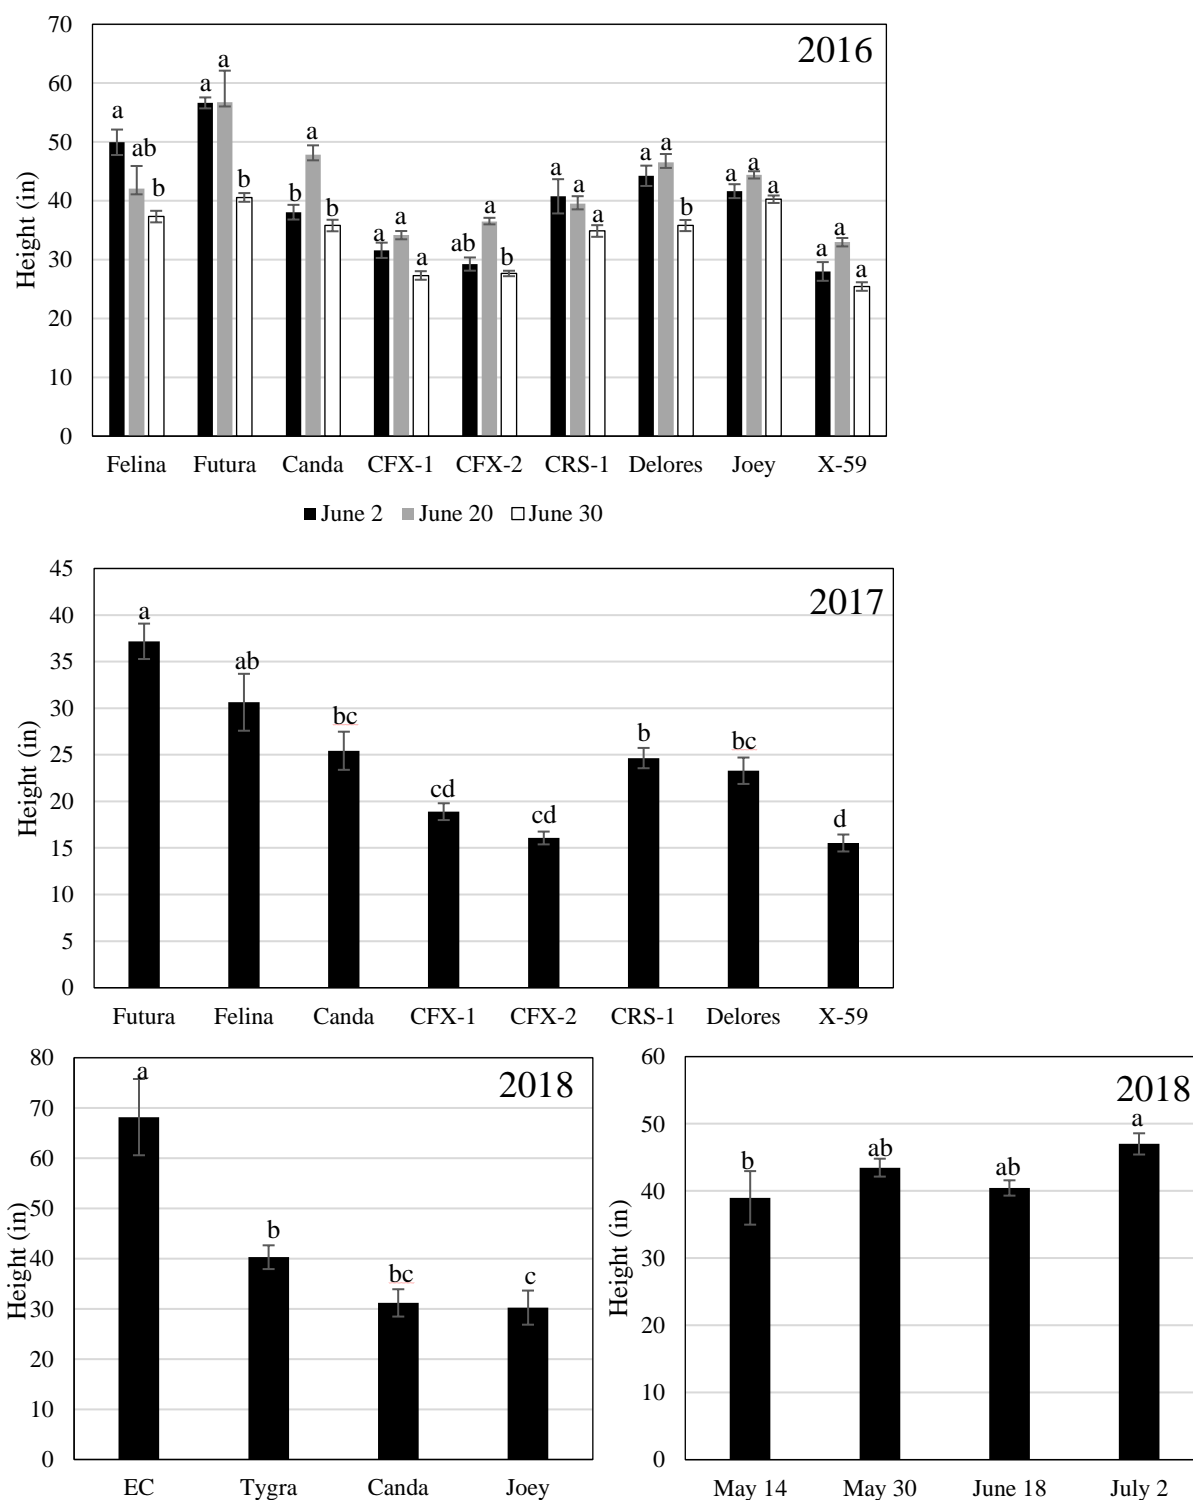 2016
Height (in)
70
60
50
40
30
20
10
0
a ab b a a b b a b a a a ab a b a a a a a b a a a a a a
Felina Futura Canda CFX-1 CFX-2 CRS-1 Delores Joey X-59
June 2 June 20 June 30
2017
Height (in)
45
40
35
30
25
20
15
10
5
0
a ab bc cd cd b bc d
Futura Felina Canda CFX-1 CFX-2 CRS-1 Delores X-59
2018
Height (in)
80
70
60
50
40
30
20
10
0
a b bc c
EC Tygra Canda Joey
2018
Height (in)
60
50
40
30
20
10
0
b ab ab a
May 14 May 30 June 18 July 2